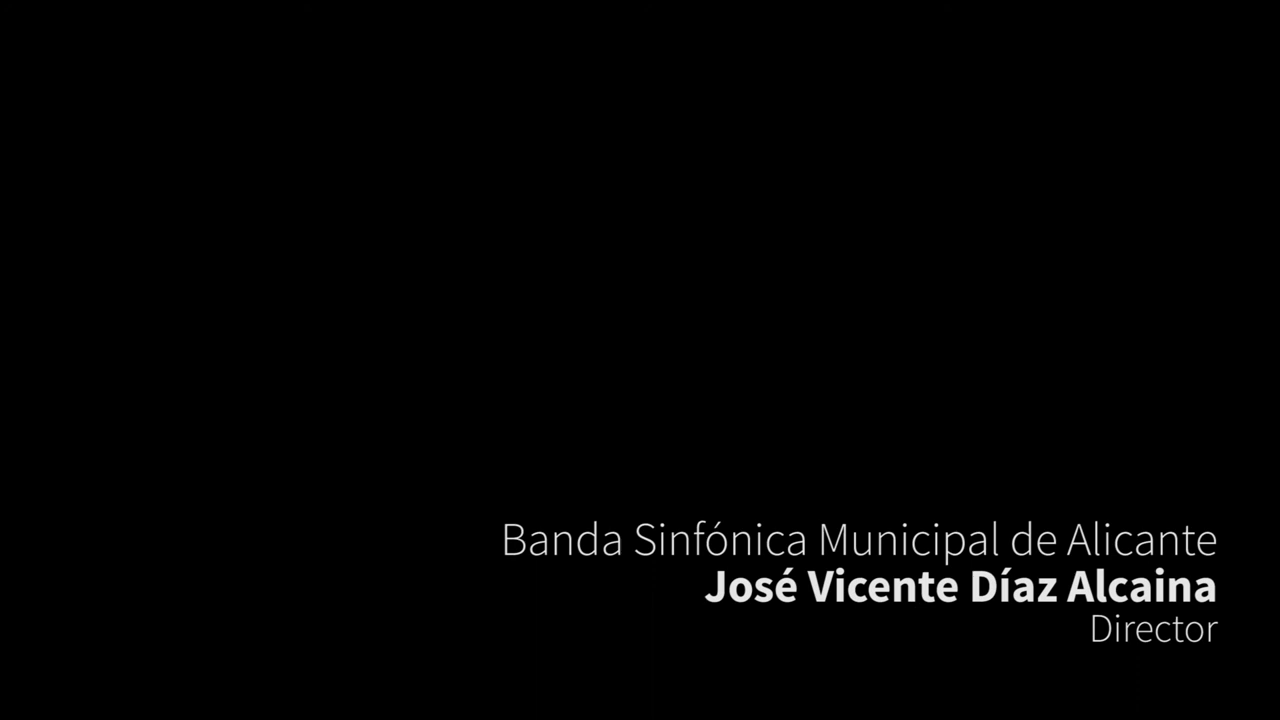 Banda Sinfónica Municipal de Alicante
José Vicente Díaz Alcaina
Director